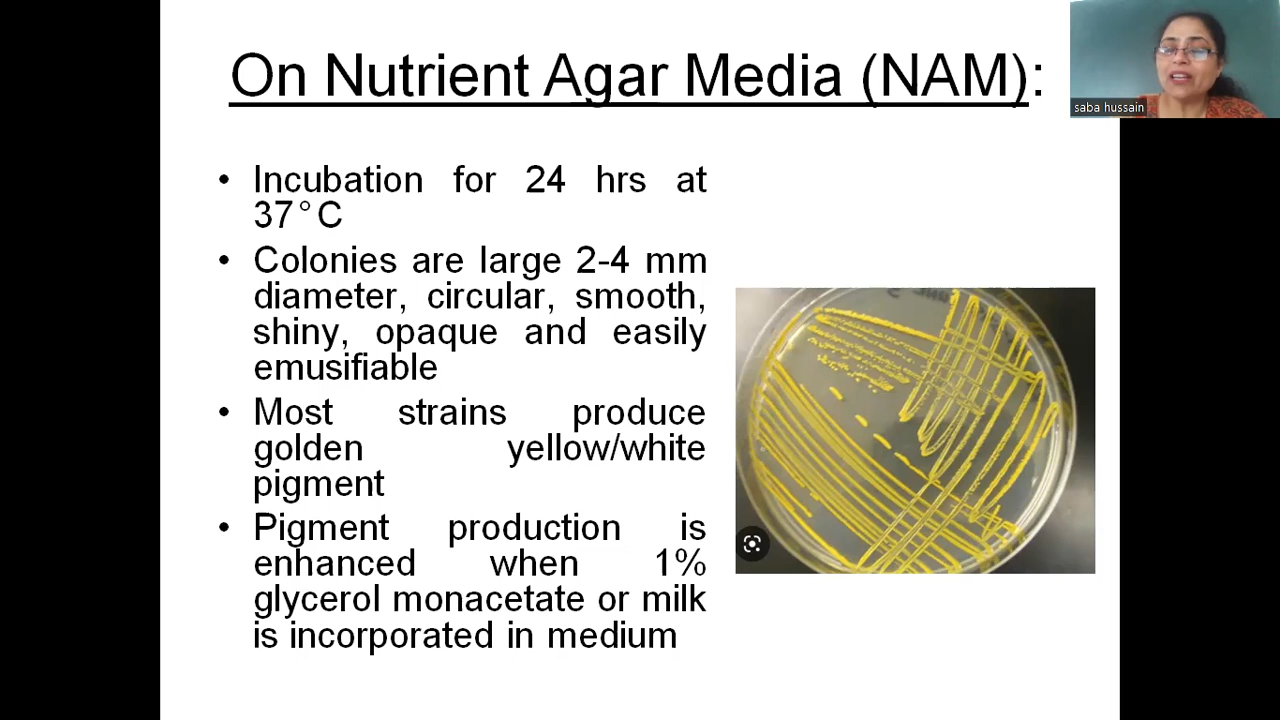 On Nutrient Agar Media (NAM):
saba hussain
• Incubation for 24 hrs at
37°C
• Colonies are large 2-4 mm
diameter, circular, smooth,
shiny, opaque and easily
emusifiable
• Most strains produce
golden yellow/white
pigment
• Pigment production is
enhanced when 1%
glycerol monacetate or milk
is incorporated in medium